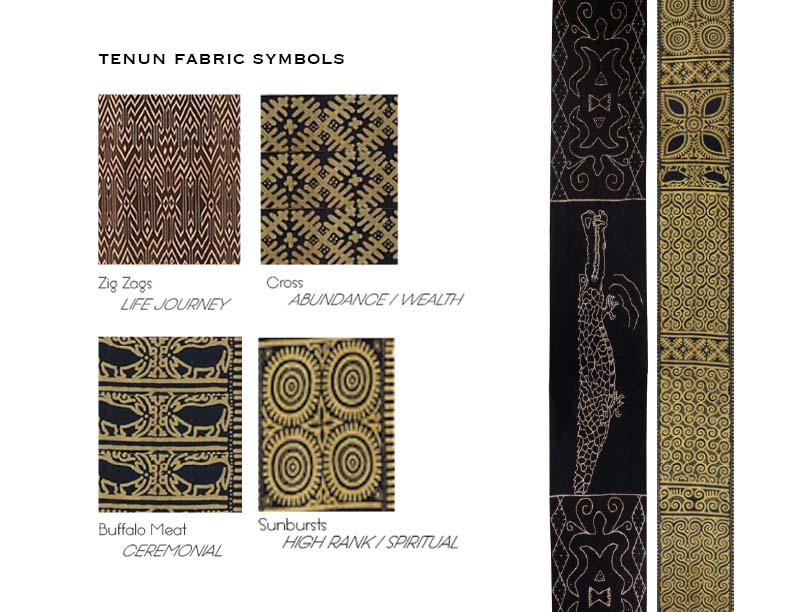 TENUN FABRIC SYMBOLS
Zig Zags
LIFE JOURNEY
Cross
ABUNDANCE / WEALTH
Buffalo Meat
CEREMONIAL
Sunbursts
HIGH RANK / SPIRITUAL